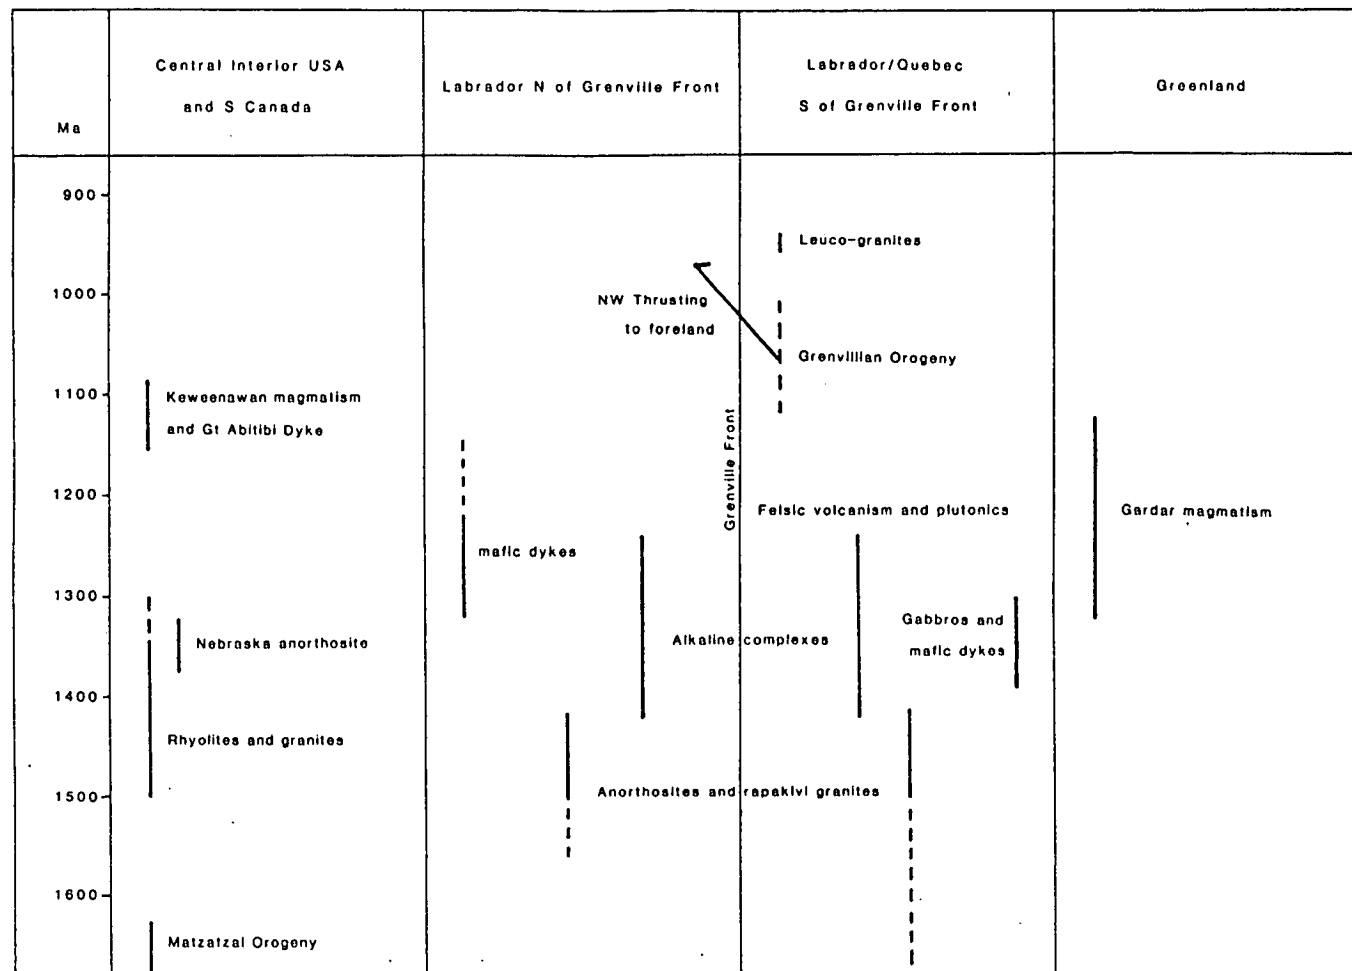 Central Interior USA
and S Canada
Labrador N of Grenville Front
Labrador/Quebec
S of Grenville Front
Greenland
Ma
900
1000
1100
1200
1300
1400
1500
1600
Keweenawan magmatism
and Gt Abitibi Dyke
Nebraska anorthosite
Rhyolites and granites
Matzatzal Orogeny
NW Thrusting
to foreland
mafic dykes
Alkaline complexes
Anorthosites and rapakivi granites
Grenville Front
Leuco-granites
Grenvillian Orogeny
Felsic volcanism and plutonics
Gabbros and
mafic dykes
Gardar magmatism